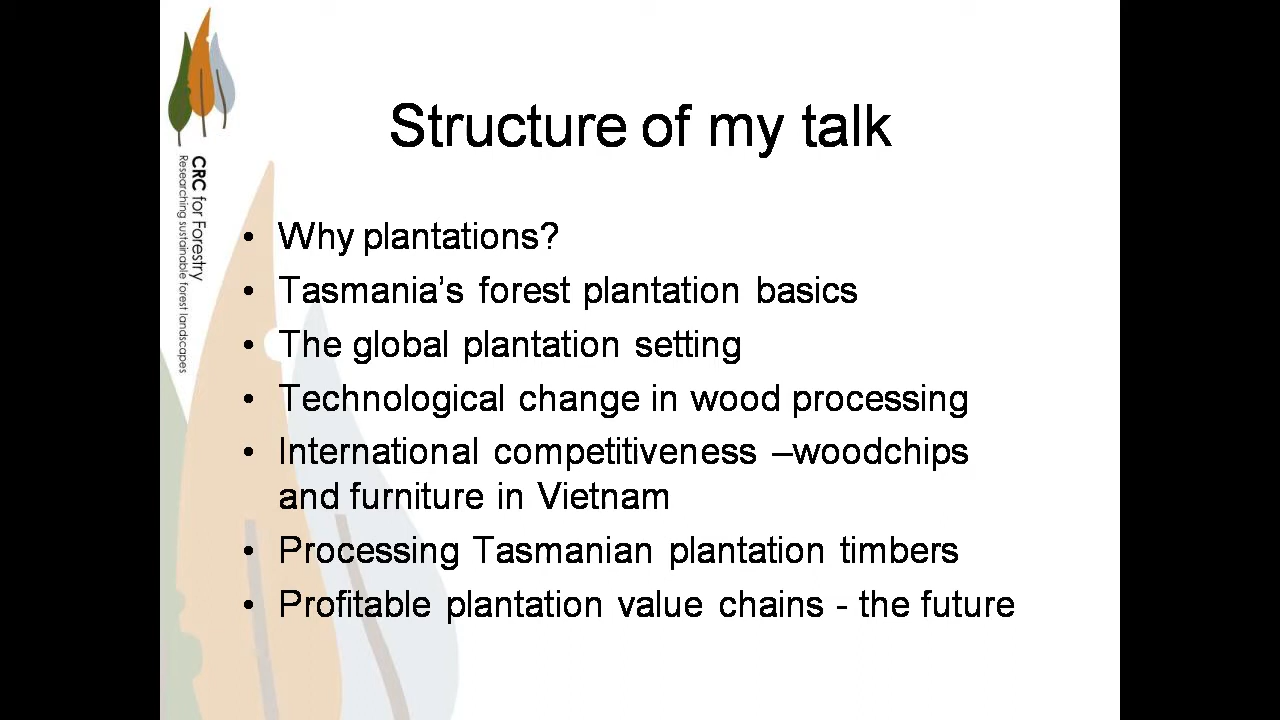 Structure of my talk
CRC for Forestry
Researching sustainable forest landscapes
• Why plantations?
• Tasmania’s forest plantation basics
• The global plantation setting
• Technological change in wood processing
• International competitiveness –woodchips
and furniture in Vietnam
• Processing Tasmanian plantation timbers
• Profitable plantation value chains - the future